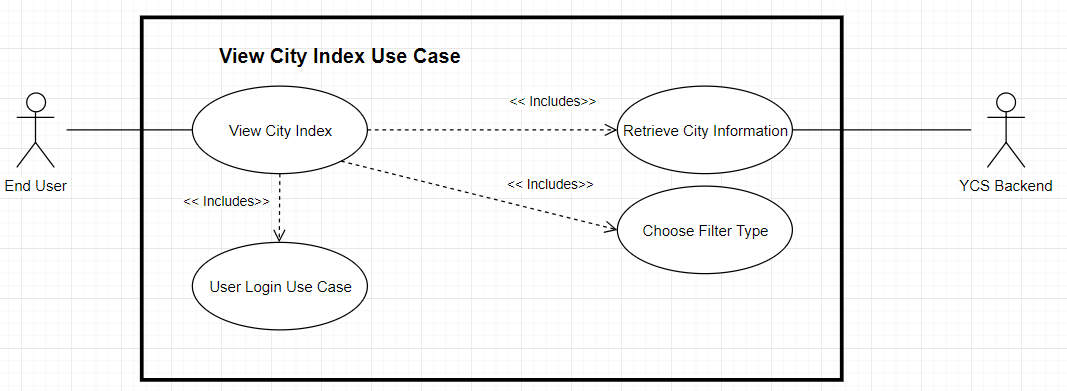 View City Index Use Case
<< Includes>>
View City Index
Retrieve City Information
End User
<< Includes>>
YCS Backend
<< Includes>>
Choose Filter Type
User Login Use Case